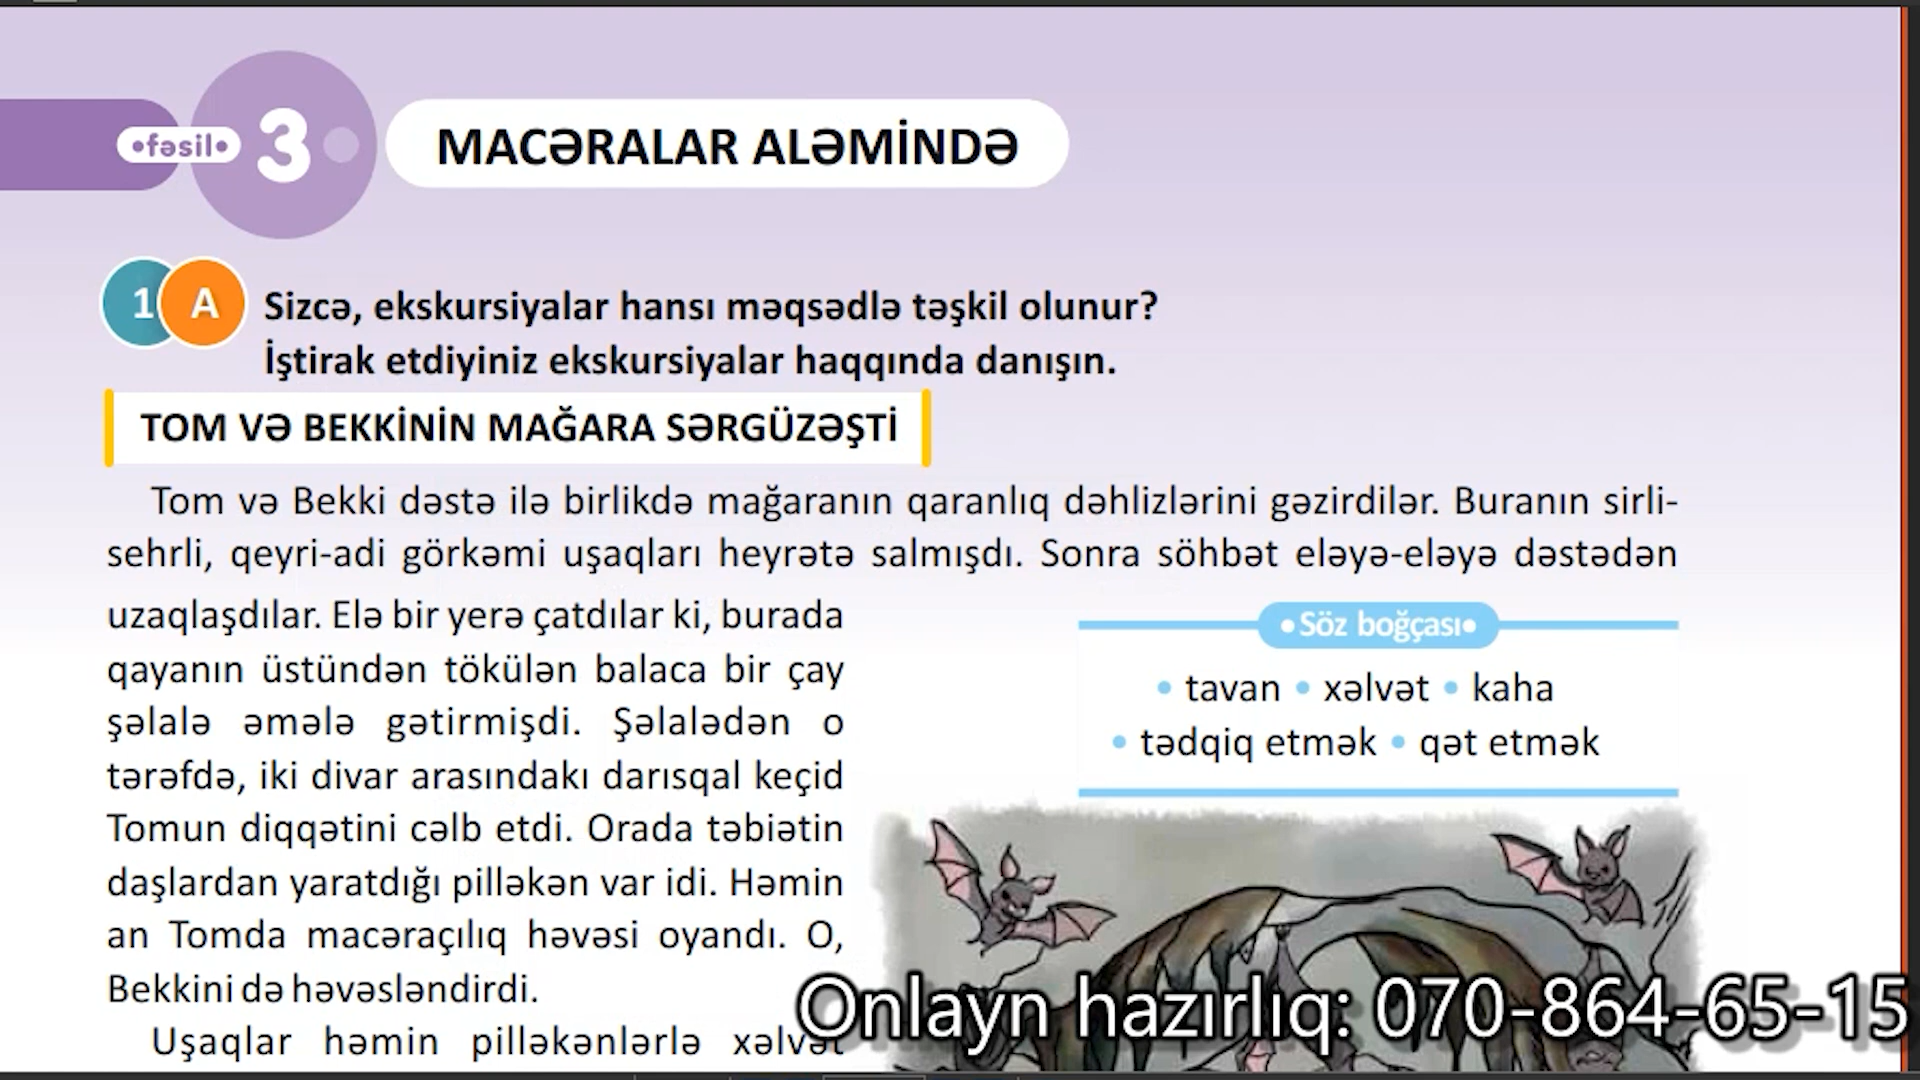 •fəsil• 3
MACƏRALAR ALƏMİNDƏ
1 A Sizcə, ekskursiyalar hansı məqsədlə təşkil olunur?
İştirak etdiyiniz ekskursiyalar haqqında danışın.
TOM VƏ BEKKİNİN MAĞARA SƏRGÜZƏŞTİ
Tom və Bekki dəstə ilə birlikdə mağaranın qaranlıq dəhlizlərini gəzirdilər. Buranın sirli-
sehrli, qeyri-adi görkəmi uşaqları heyrətə salmışdı. Sonra söhbət eləyə-eləyə dəstədən
uzaqlaşdılar. Elə bir yerə çatdılar ki, burada
qayanın üstündən tökülən balaca bir çay
şəlalə əmələ gətirmişdi. Şəlalədən o
tərəfdə, iki divar arasındakı darısqal keçid
Tomun diqqətini cəlb etdi. Orada təbiətin
daşlardan yaratdığı pilləkən var idi. Həmin
an Tomda macəraçılıq həvəsi oyandı. O,
Bekkini də həvəsləndirdi.
Uşaqlar həmin pilləkənlərlə xəlvət
•Söz boğçası•
• tavan • xəlvət • kaha
• tədqiq etmək • qət etmək
Onlayn hazırlıq: 070-864-65-15